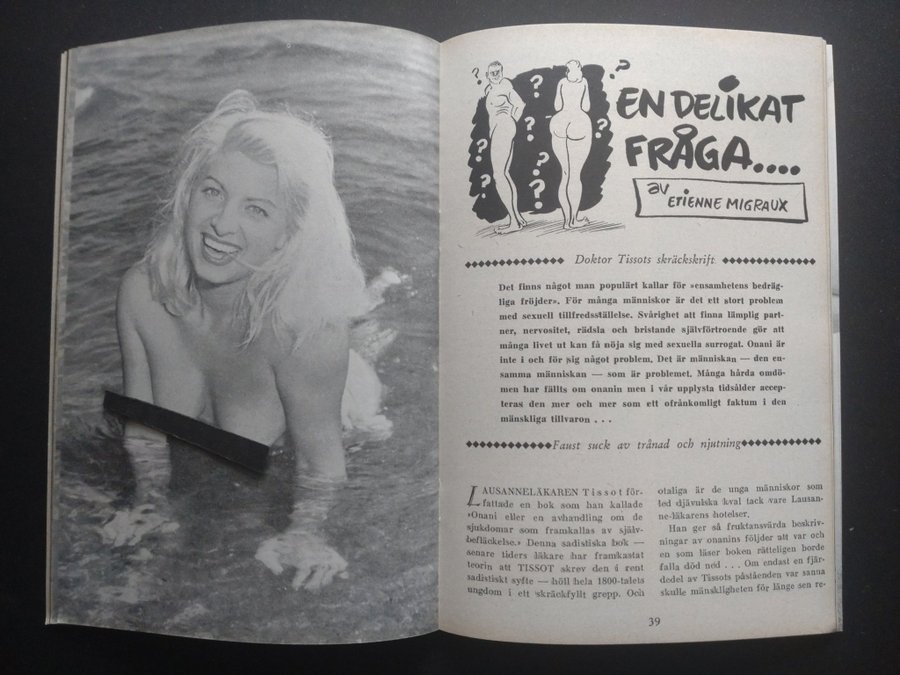 EN DELIKAT
FRÅGA....
av
ETIENNE MIGRAUX
Doktor Tissots skräckskrift
Det finns något man populärt kallar för »ensamhetens bedräg-
liga fröjder». För många människor är det ett stort problem
med sexuell tillfredsställelse. Svårighet att finna lämplig part-
ner, nervositet, rädsla och bristande självförtroende gör att
många livet ut kan få nöja sig med sexuella surrogat. Onani är
inte i och för sig något problem. Det är människan — den en-
samma människan — som är problemet. Många hårda omdö-
men har fällts om onanin men i vår upplysta tidsålder accep-
teras den mer och mer som ett ofrånkomligt faktum i den
mänskliga tillvaron . . .
Faust suck av trånad och njutning
LAUSANNELÄKAREN Tissot för-
fattade en bok som han kallade
»Onani eller en avhandling om de
sjukdomar som framkallas av själv-
befläckelse.» Denna sadistiska bok —
senare tiders läkare har framkastat
teorin att TISSOT skrev den i rent
sadistiskt syfte — höll hela 1800-talets
ungdom i ett skräckfyllt grepp. Och
otaliga är de unga människor som
led djävulska kval tack vare Lausan-
ne-läkarens hotelser.
Han ger så fruktansvärda beskriv-
ningar av onanins följder att var och
en som läser boken rätteligen borde
falla död ned . . . Om endast en fjär-
dedel av Tissots påståenden var sanna
skulle mänskligheten för länge sen re-
39